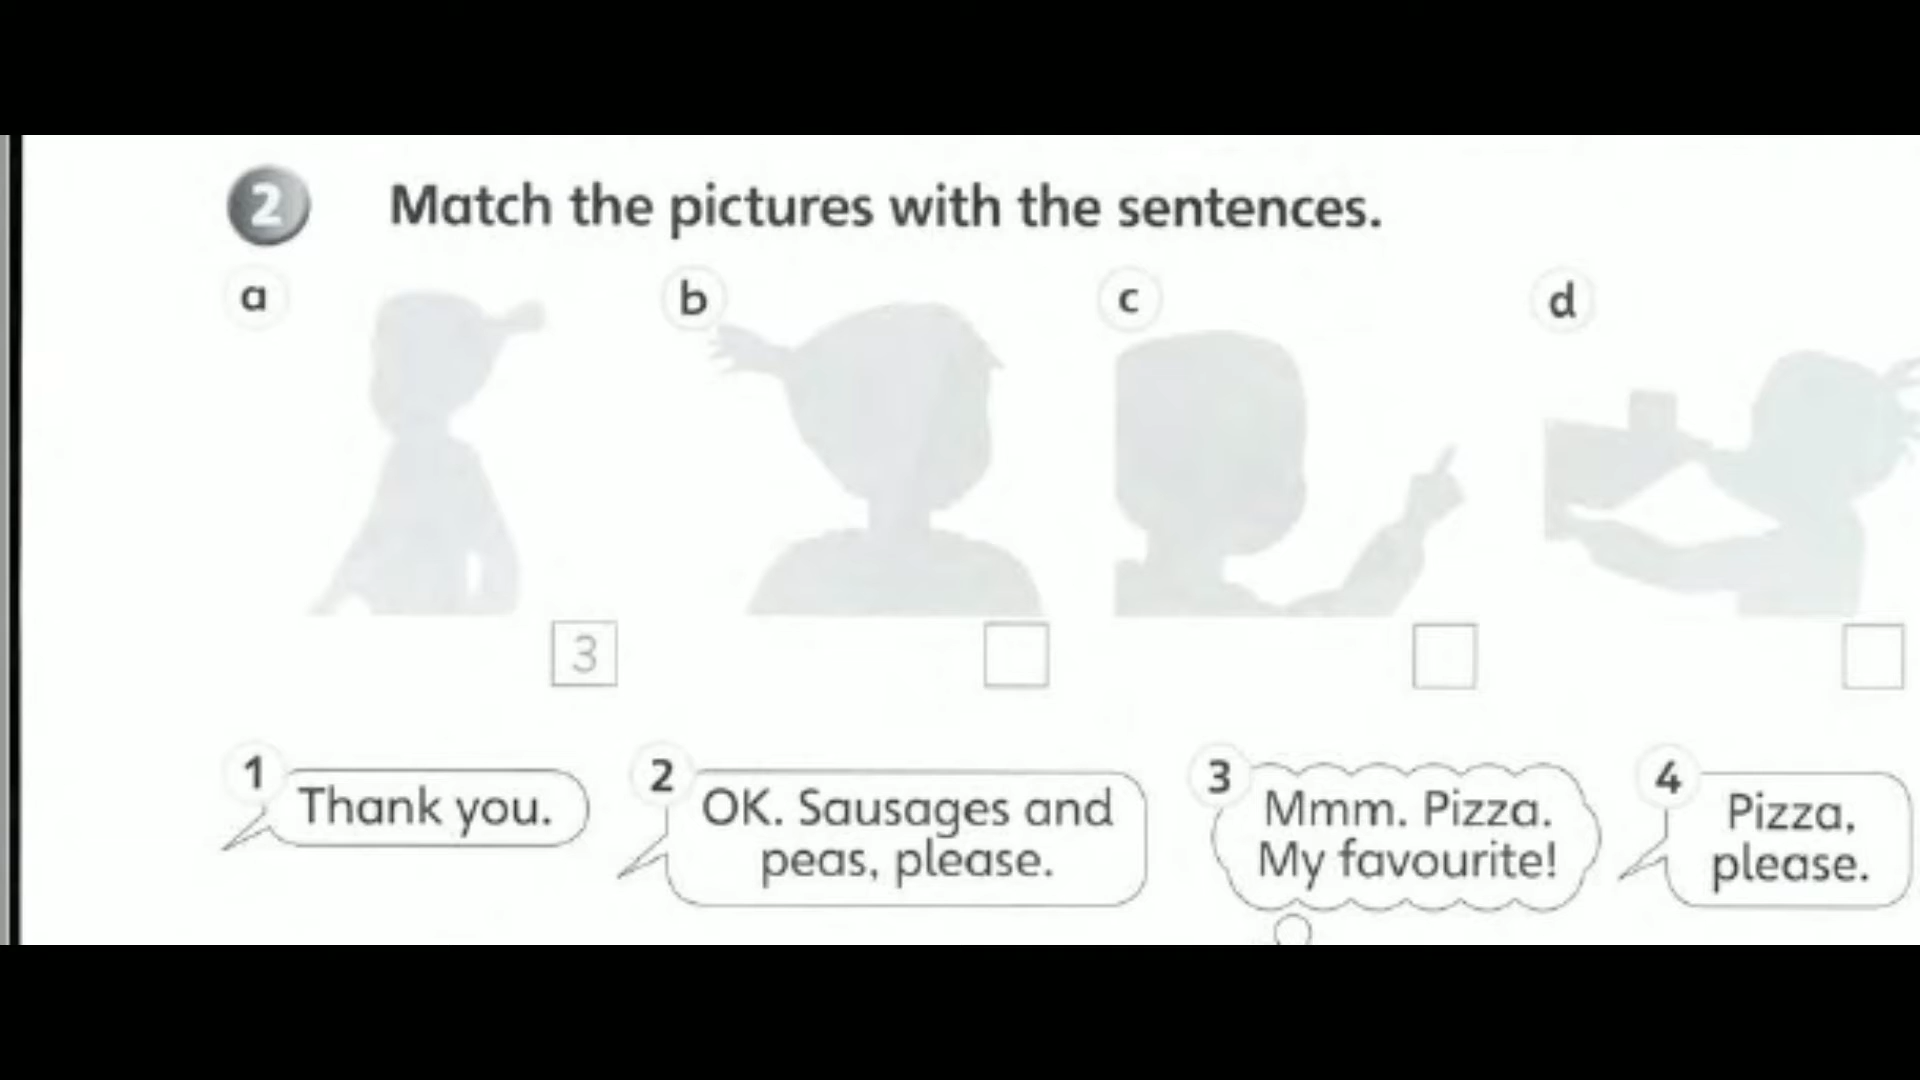 2 Match the pictures with the sentences.
a b c d
3
1 Thank you.
2 OK. Sausages and
peas, please.
3 Mmm. Pizza.
My favourite!
4 Pizza,
please.